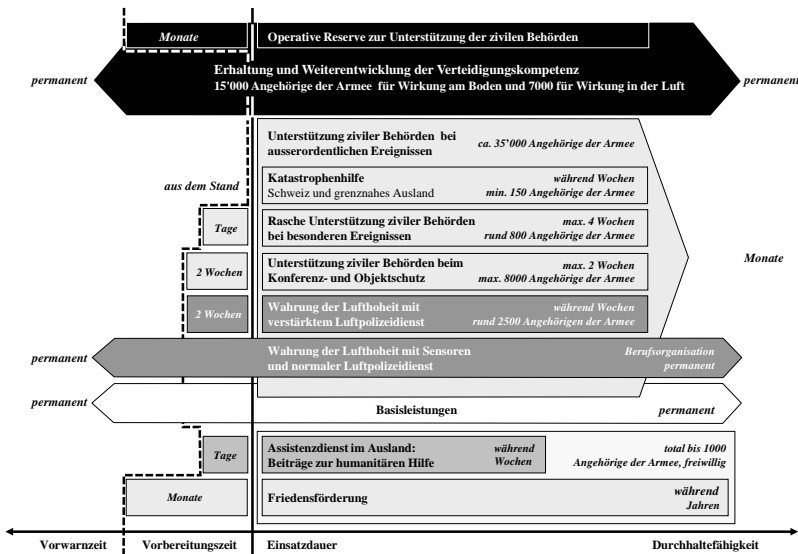 Monate
Operative Reserve zur Unterstützung der zivilen Behörden
permanent
Erhaltung und Weiterentwicklung der Verteidigungskompetenz
15'000 Angehörige der Armee für Wirkung am Boden und 7000 für Wirkung in der Luft
permanent
Unterstützung ziviler Behörden bei
ausserordentlichen Ereignissen
ca. 35'000 Angehörige der Armee
aus dem Stand
Katastrophenhilfe
Schweiz und grenznahes Ausland
während Wochen
min. 150 Angehörige der Armee
Tage
Rasche Unterstützung ziviler Behörden
bei besonderen Ereignissen
max. 4 Wochen
rund 800 Angehörige der Armee
Monate
2 Wochen
Unterstützung ziviler Behörden beim
Konferenz- und Objektschutz
max. 2 Wochen
max. 8000 Angehörige der Armee
2 Wochen
Wahrung der Lufthoheit mit
verstärktem Luftpolizeidienst
während Wochen
rund 2500 Angehörigen der Armee
permanent
Wahrung der Lufthoheit mit Sensoren
und normaler Luftpolizeidienst
Berufsorganisation
permanent
permanent
Basisleistungen
permanent
Tage
Assistenzdienst im Ausland:
Beiträge zur humanitären Hilfe
während
Wochen
total bis 1000
Angehörige der Armee, freiwillig
Monate
Friedensförderung
während
Jahren
Vorwarnzeit
Vorbereitungszeit
Einsatzdauer
Durchhaltefähigkeit